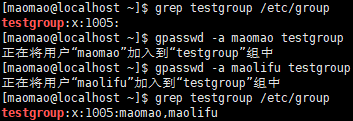 [maomao@localhost ~]$ grep testgroup /etc/group
testgroup:x:1005:
[maomao@localhost ~]$ gpasswd -a maomao testgroup
正在将用户“maomao”加入到“testgroup”组中
[maomao@localhost ~]$ gpasswd -a maolifu testgroup
正在将用户“maolifu”加入到“testgroup”组中
[maomao@localhost ~]$ grep testgroup /etc/group
testgroup:x:1005:maomao,maolifu